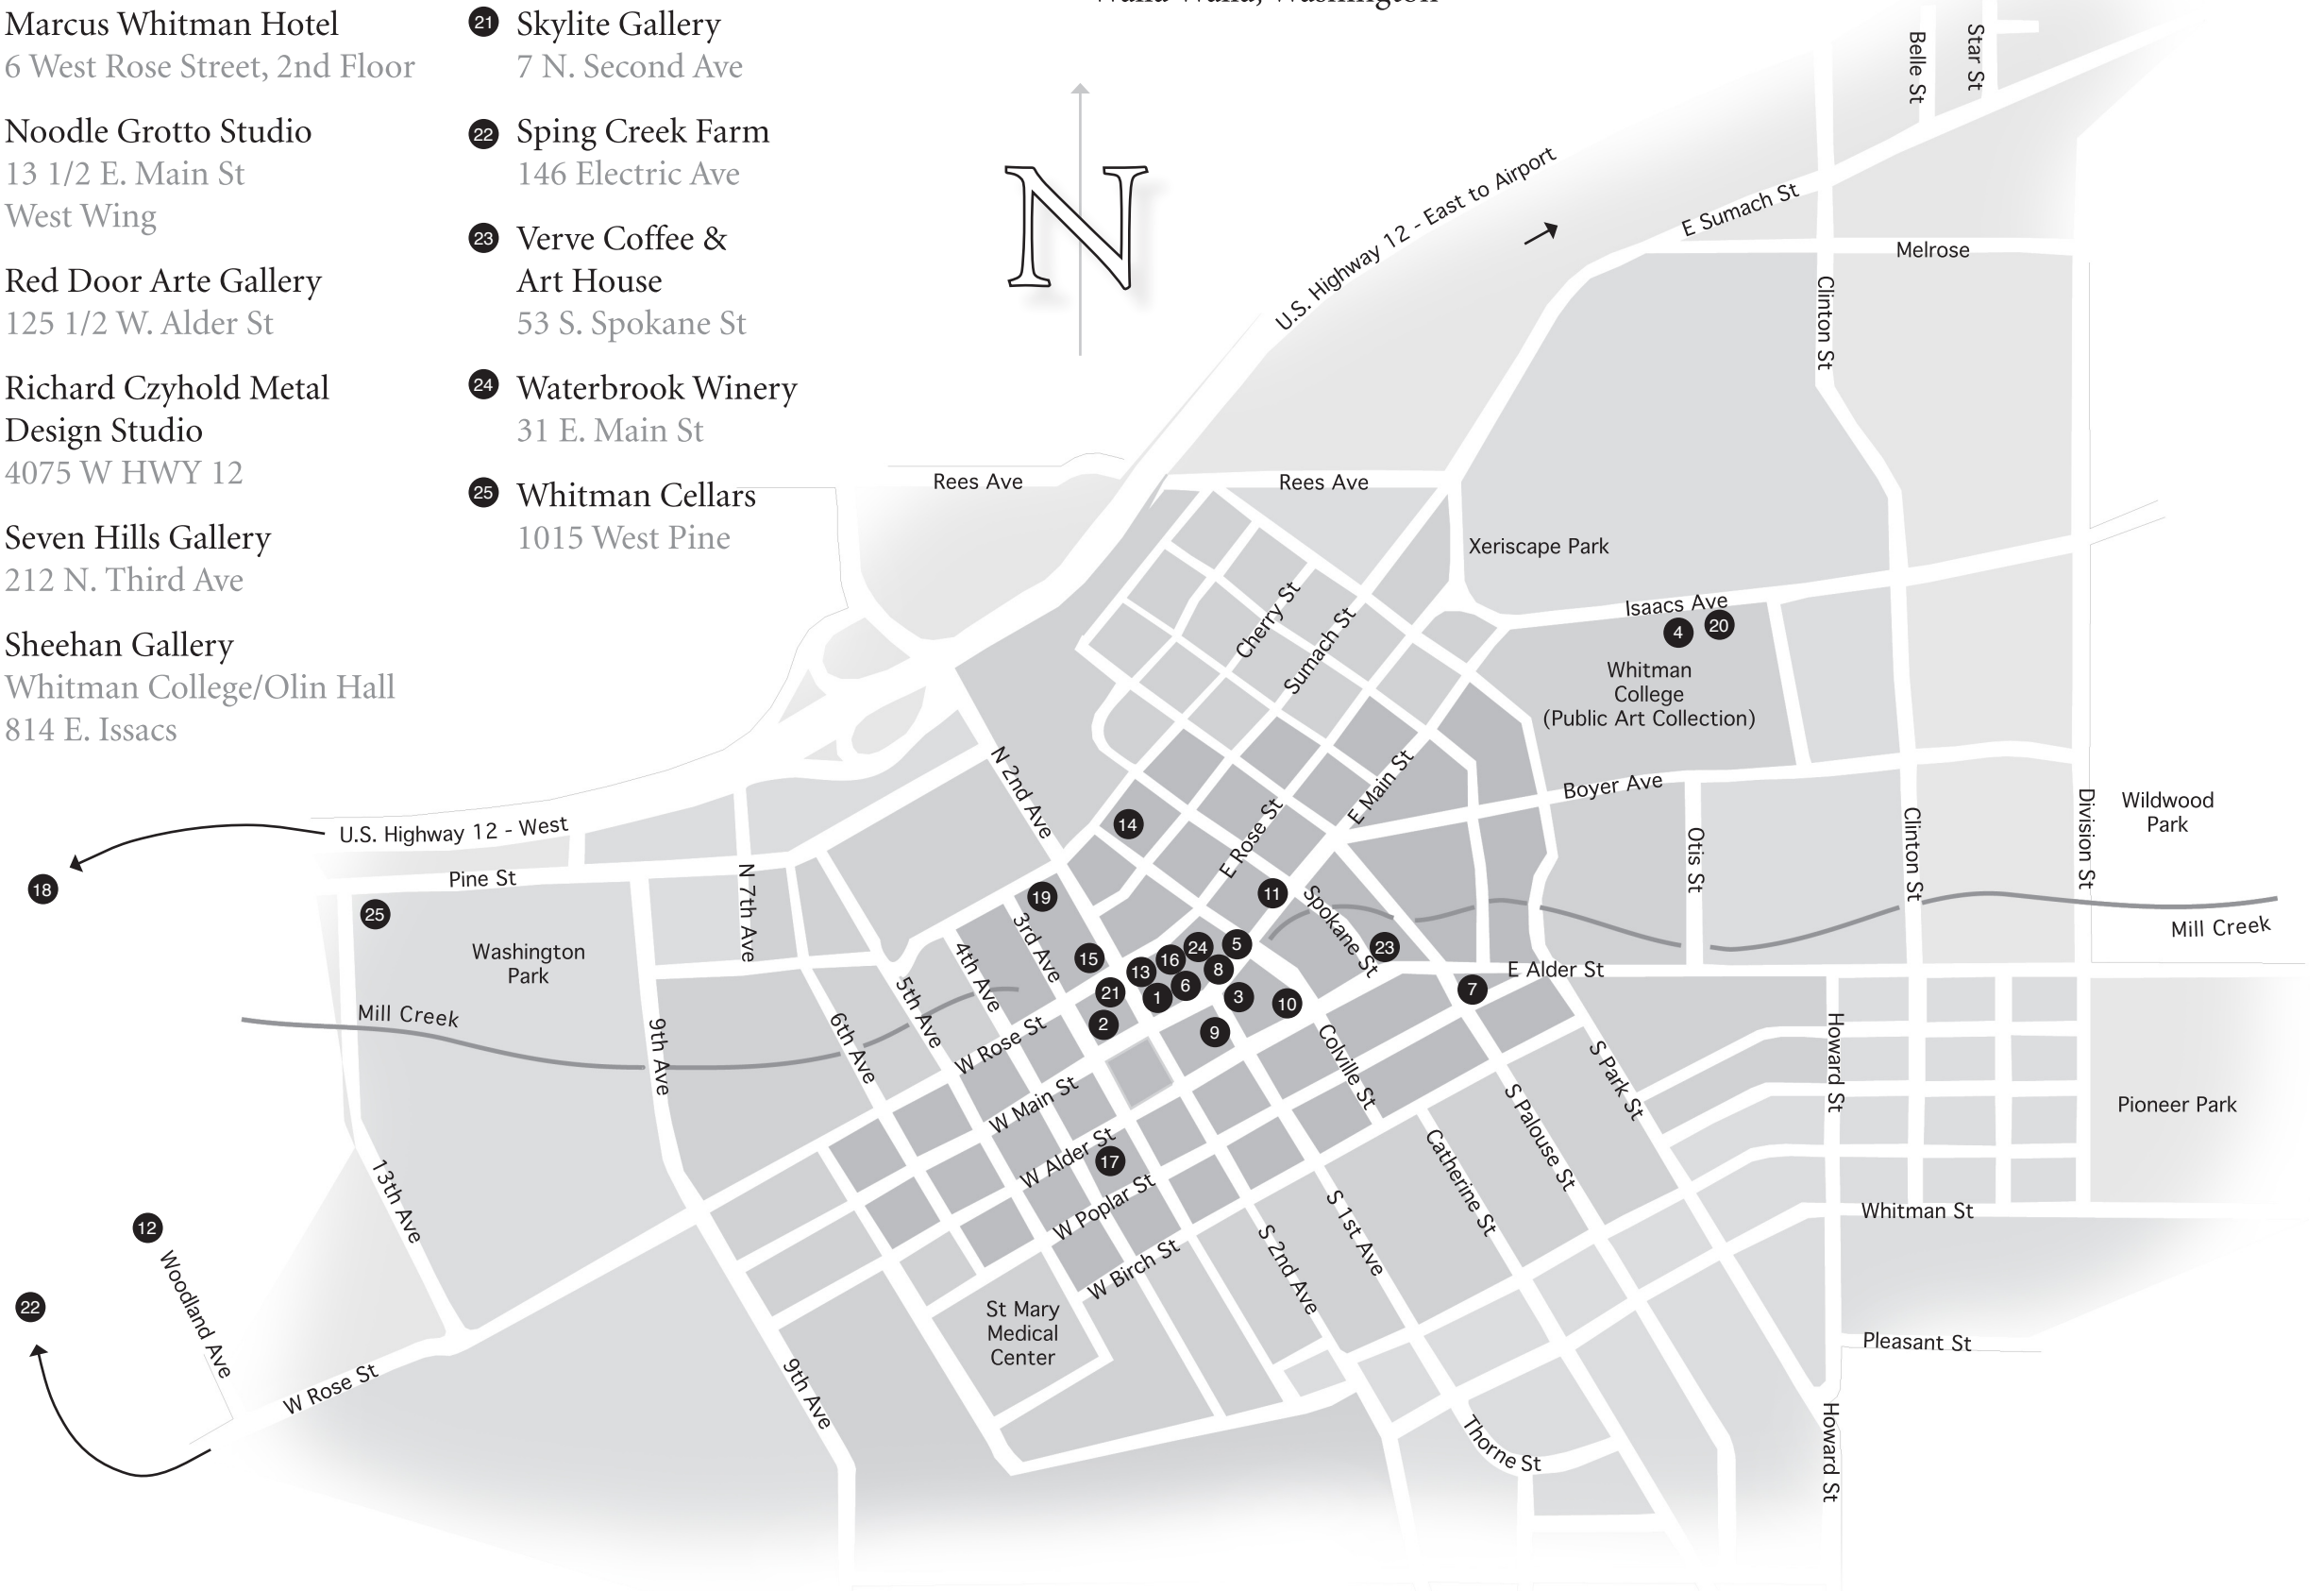 Walla Walla, Washington
Marcus Whitman Hotel
6 West Rose Street, 2nd Floor
Noodle Grotto Studio
13 1/2 E. Main St
West Wing
Red Door Arte Gallery
125 1/2 W. Alder St
Richard Czyhold Metal
Design Studio
4075 W HWY 12
Seven Hills Gallery
212 N. Third Ave
Sheehan Gallery
Whitman College/Olin Hall
814 E. Issacs
21 Skylite Gallery
7 N. Second Ave
22 Sping Creek Farm
146 Electric Ave
23 Verve Coffee &
Art House
53 S. Spokane St
24 Waterbrook Winery
31 E. Main St
25 Whitman Cellars
1015 West Pine
N
Belle St
Star St
U.S. Highway 12 - East to Airport
E Sumach St
Melrose
Clinton St
Rees Ave
Rees Ave
Xeriscape Park
Cherry St
Sumach St
Isaacs Ave
4
20
Whitman
College
(Public Art Collection)
N 2nd Ave
E Main St
Boyer Ave
E Rose St
14
U.S. Highway 12 - West
Pine St
18
25
N 7th Ave
19
11
Otis St
Clinton St
Division St
Wildwood
Park
Mill Creek
Washington
Park
Mill Creek
3rd Ave
4th Ave
5th Ave
6th Ave
9th Ave
15
13
16
24
5
21
1
6
8
2
3
10
9
Spokane St
23
7
E Alder St
W Rose St
W Main St
W Alder St
17
W Poplar St
W Birch St
Colville St
S Palouse St
S Park St
Howard St
Pioneer Park
Catherine St
S 1st Ave
S 2nd Ave
Whitman St
Pleasant St
13th Ave
12
Woodland Ave
22
W Rose St
St Mary
Medical
Center
9th Ave
Thorne St
Howard St